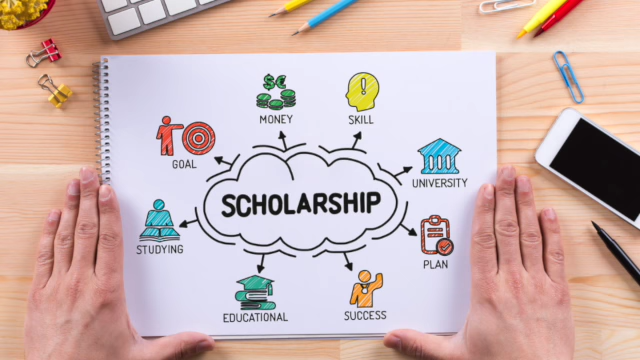 MONEY
SKILL
GOAL
UNIVERSITY
SCHOLARSHIP
STUDYING
PLAN
EDUCATIONAL
SUCCESS